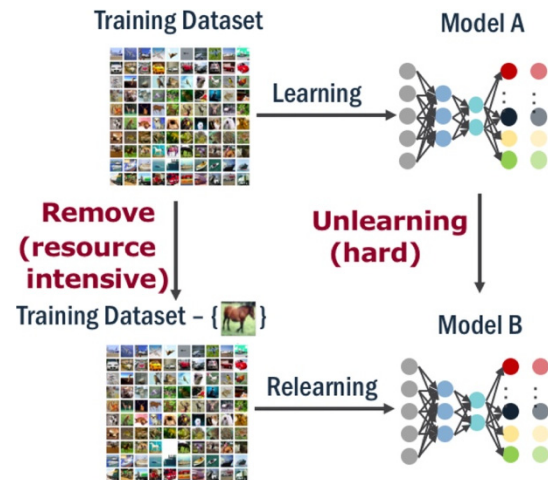 Training Dataset
Model A
Learning
Remove
(resource
intensive)
Unlearning
(hard)
Training Dataset – { }
Model B
Relearning